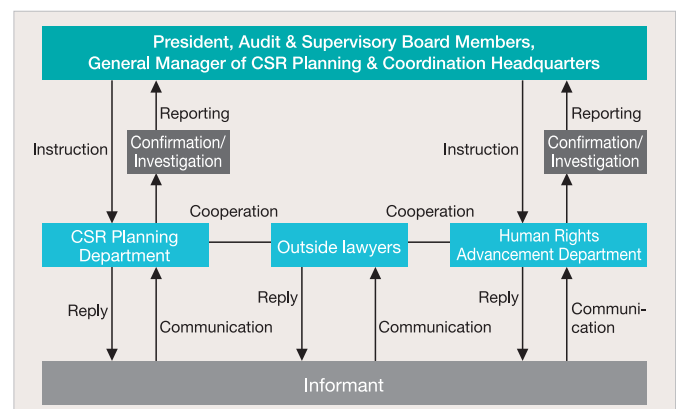 President, Audit & Supervisory Board Members,
General Manager of CSR Planning & Coordination Headquarters
Reporting
Reporting
Instruction
Confirmation/
Investigation
Instruction
Confirmation/
Investigation
Cooperation
Cooperation
CSR Planning
Department
Outside lawyers
Human Rights
Advancement Department
Reply
Communication
Reply
Communication
Reply
Communi-
cation
Informant